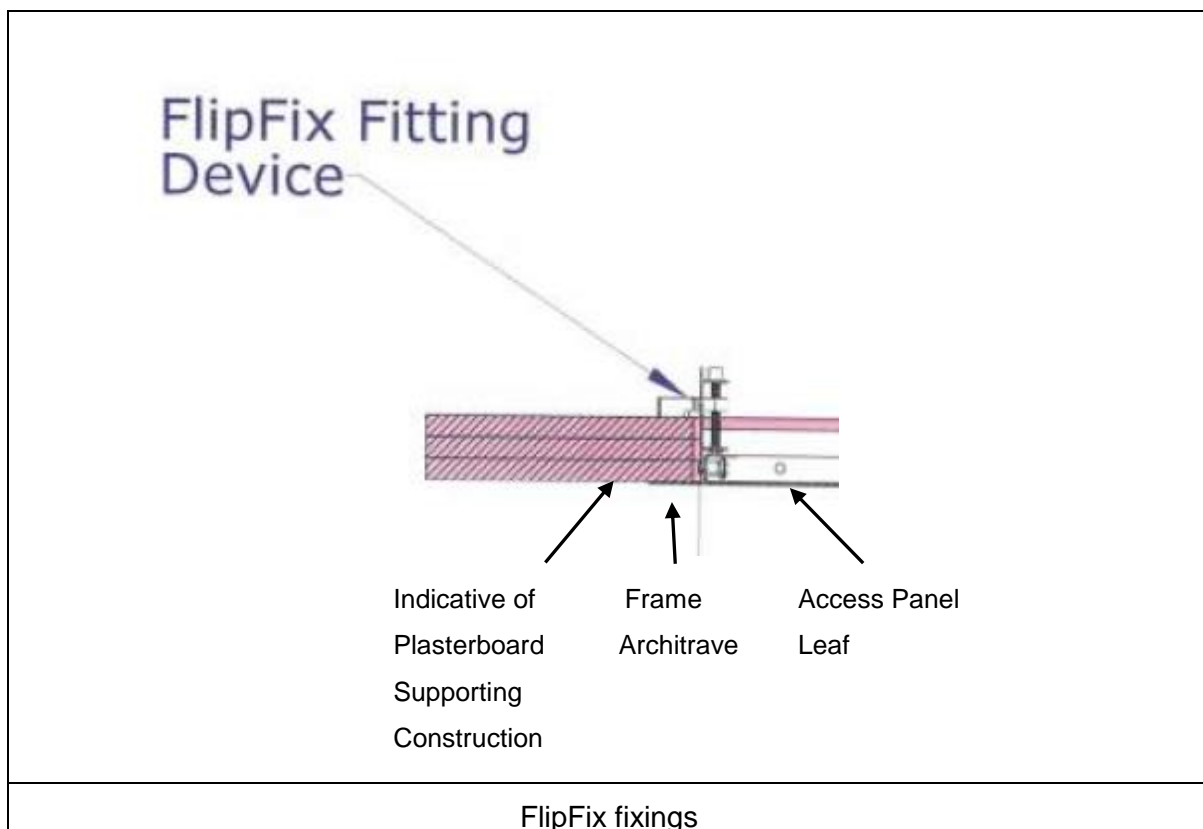 FlipFix Fitting
Device
Indicative of
Plasterboard
Supporting
Construction
Frame
Architrave
Access Panel
Leaf
FlipFix fixings